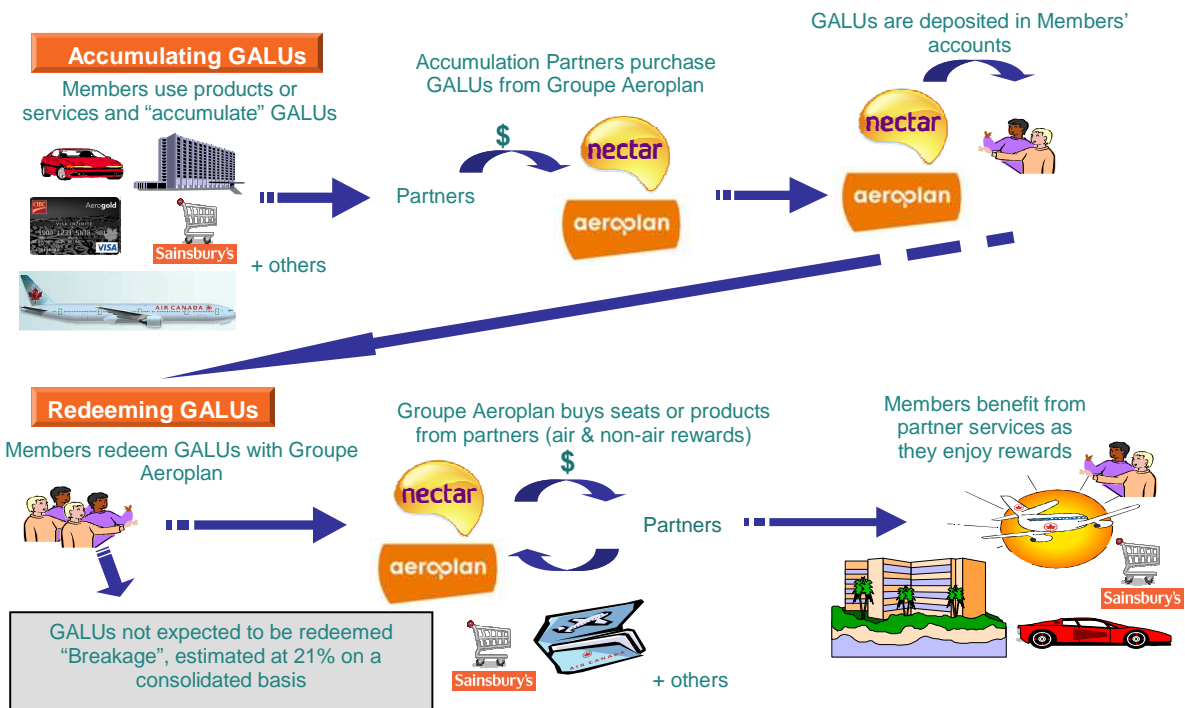 Accumulating GALUs
Members use products or
services and “accumulate” GALUs
CIBC
Aerogold
VISA INFINITE
VISA
Sainsbury's
+ others
AIR CANADA
Accumulation Partners purchase
GALUs from Groupe Aeroplan
$
Partners
nectar
aeroplan
GALUs are deposited in Members’
accounts
nectar
aeroplan
Redeeming GALUs
Members redeem GALUs with Groupe
Aeroplan
GALUs not expected to be redeemed
“Breakage”, estimated at 21% on a
consolidated basis
Groupe Aeroplan buys seats or products
from partners (air & non-air rewards)
$
nectar
aeroplan
Partners
Sainsbury's
AIR CANADA
+ others
Members benefit from
partner services as
they enjoy rewards
Sainsbury's